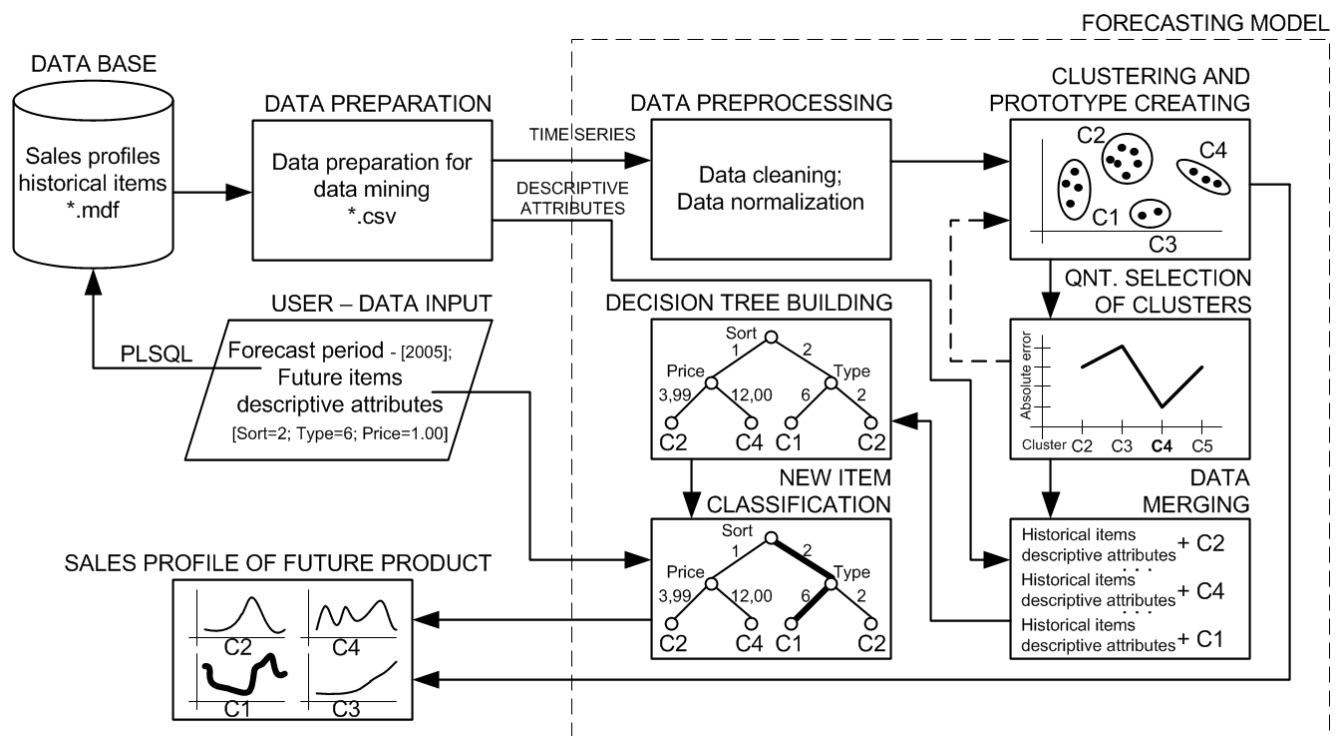 FORECASTING MODEL
DATA BASE
Sales profiles
historical items
*.mdf
DATA PREPARATION
Data preparation for
data mining
*.csv
TIME SERIES
DESCRIPTIVE
ATTRIBUTES
DATA PREPROCESSING
Data cleaning;
Data normalization
CLUSTERING AND
PROTOTYPE CREATING
C2
C4
C1
C3
QNT. SELECTION
OF CLUSTERS
Absolute error
Cluster C2 C3 C4 C5
USER – DATA INPUT
PLSQL
Forecast period - [2005];
Future items
descriptive attributes
[Sort=2; Type=6; Price=1.00]
DECISION TREE BUILDING
Sort
1 2
Price Type
3,99 12,00 6 2
C2 C4 C1 C2
NEW ITEM
CLASSIFICATION
Sort
1 2
Price Type
3,99 12,00 6 2
C2 C4 C1 C2
DATA
MERGING
Historical items
descriptive attributes + C2
. . .
Historical items
descriptive attributes + C4
. . .
Historical items
descriptive attributes + C1
SALES PROFILE OF FUTURE PRODUCT
C2 C4
C1 C3